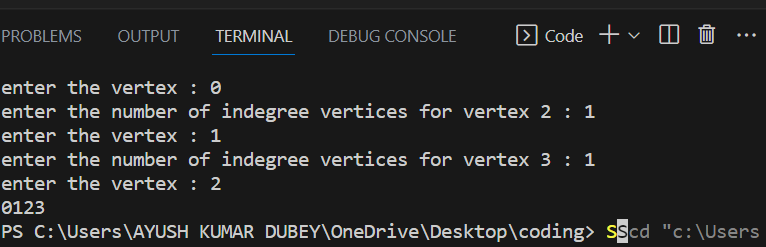 PROBLEMS OUTPUT TERMINAL DEBUG CONSOLE Code
enter the vertex : 0
enter the number of indegree vertices for vertex 2 : 1
enter the vertex : 1
enter the number of indegree vertices for vertex 3 : 1
enter the vertex : 2
0123
PS C:\Users\AYUSH KUMAR DUBEY\OneDrive\Desktop\coding> SScd "c:\Users